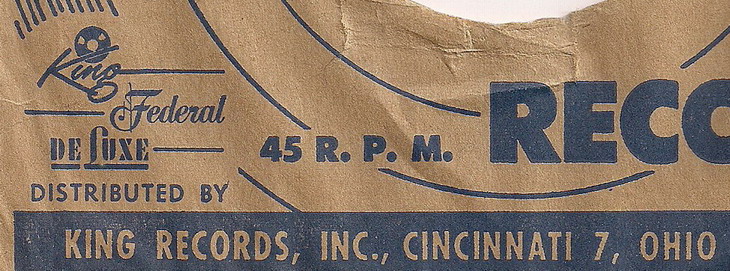 King
Federal
DE LUXE
45 R. P. M.
RECO
DISTRIBUTED BY
KING RECORDS, INC., CINCINNATI 7, OHIO